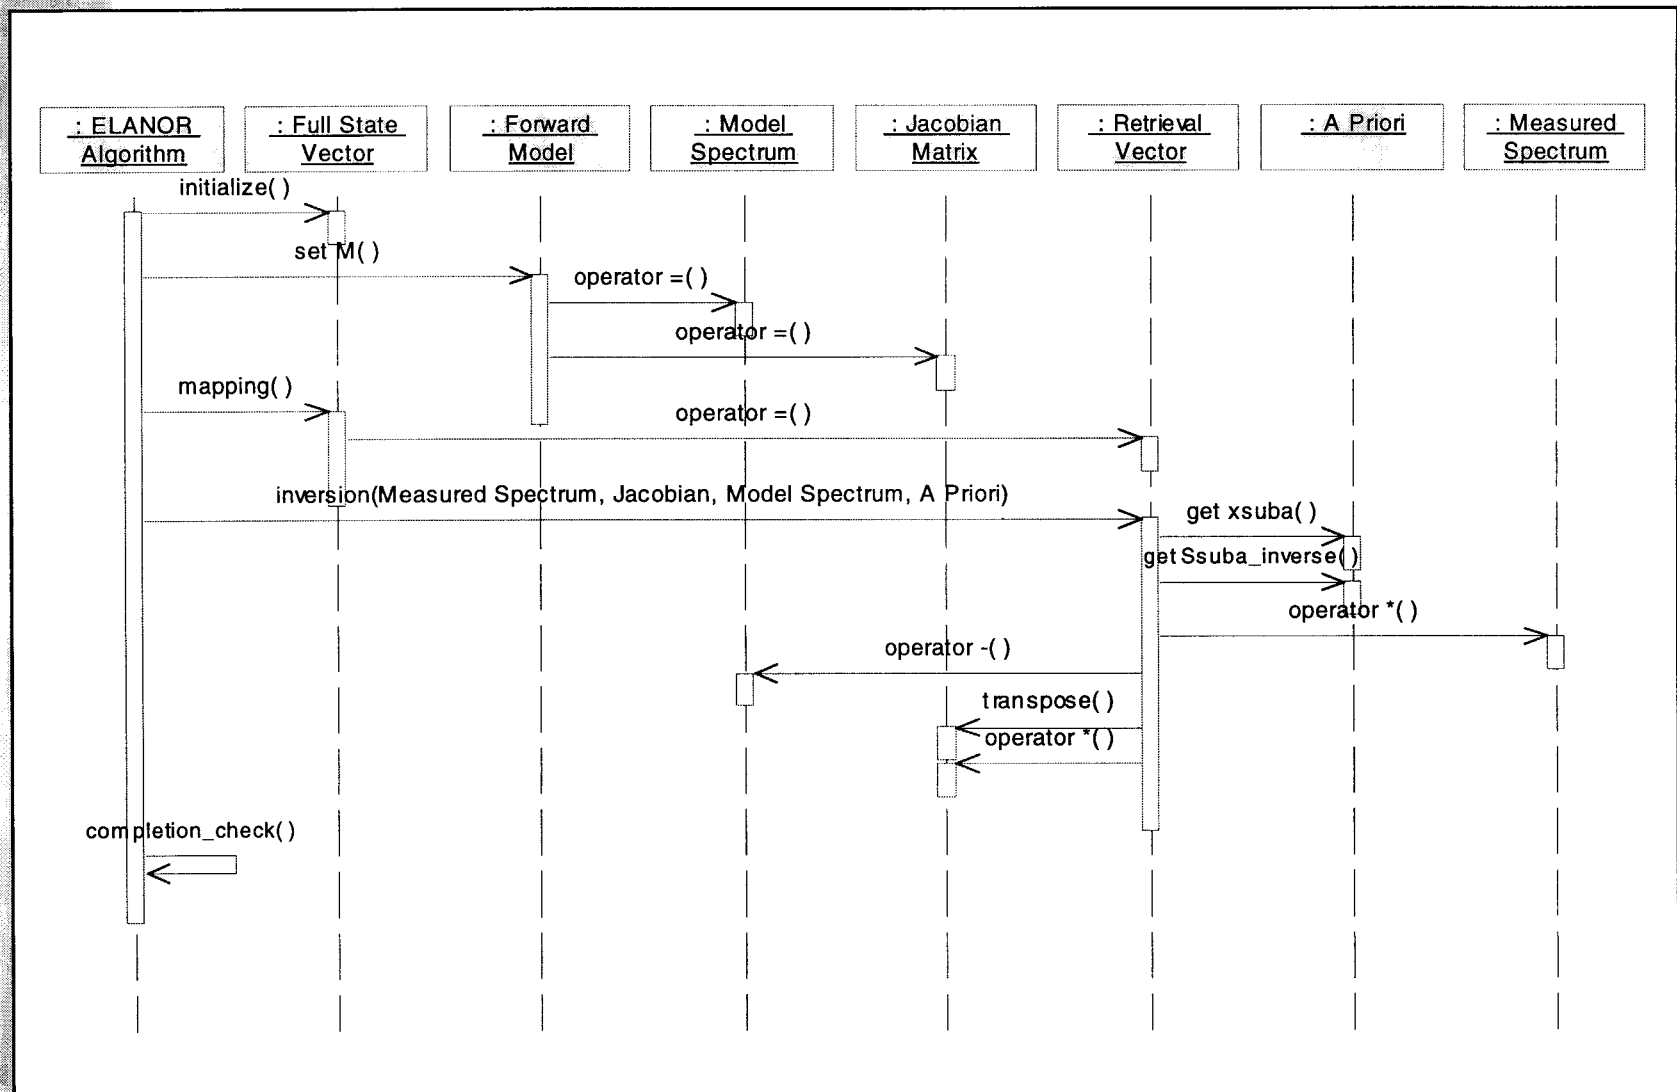 : ELANOR
Algorithm
: Full State
Vector
: Forward
Model
: Model
Spectrum
: Jacobian
Matrix
: Retrieval
Vector
: A Priori
: Measured
Spectrum
initialize( )
set M( )
operator =( )
operator =( )
mapping( )
operator =( )
inversion(Measured Spectrum, Jacobian, Model Spectrum, A Priori)
get xsuba( )
get Ssuba_inverse( )
operator *( )
operator -( )
transpose( )
operator *( )
completion_check( )